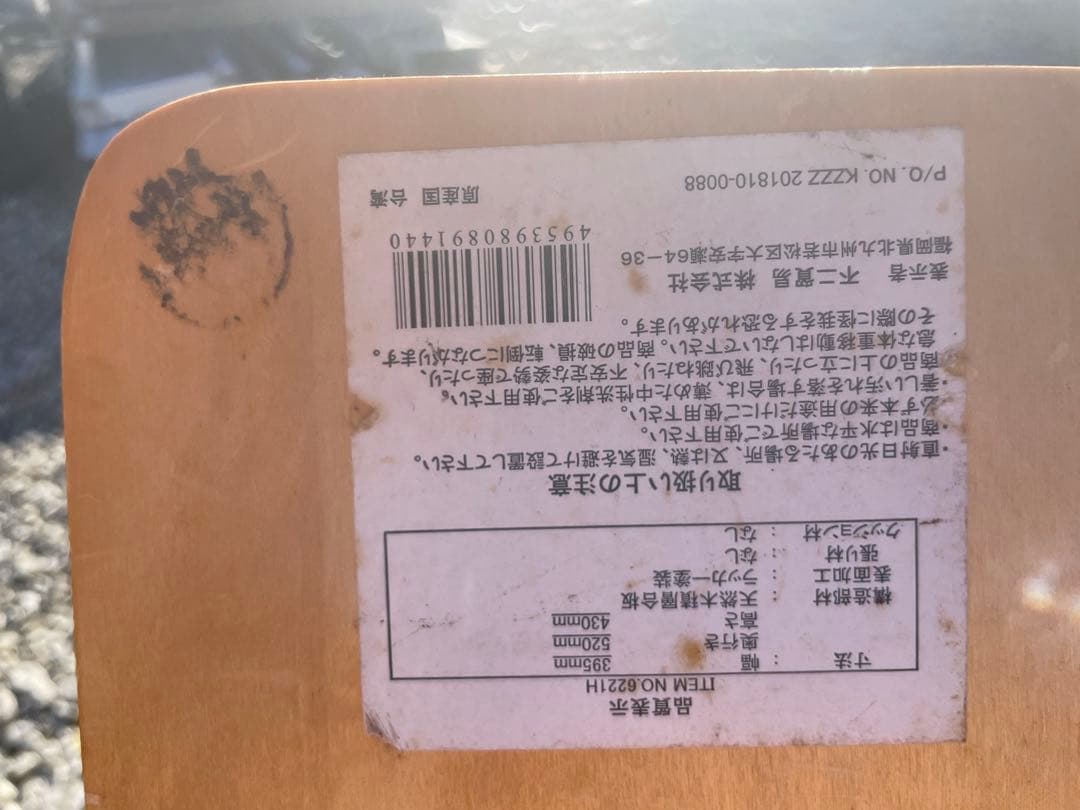 品質表示
ITEM NO.6221H
寸法 : 幅 395mm
奥行き 520mm
高さ 430mm
構造部材 : 天然木積層合板
表面加工 : ラッカー塗装
張り材 : なし
クッション材 : なし
取り扱い上の注意
・直射日光のあたる場所、又は、熱、湿気を避けて設置して下さい。
・商品は水平な場所でご使用下さい。
必ず本来の用途だけにご使用下さい。
・著しい汚れを落す場合は、薄めた中性洗剤をご使用下さい。
商品の上に立ったり、飛び跳ねたり、不安定な姿勢で座ったり、
急な体重移動はしないで下さい。商品の破損、転倒につながります。
その際に怪我をする恐れがあります。
表示者 不二貿易 株式会社
福岡県北九州市若松区大字安瀬64－36
4953980891440
P/O. NO. KZZZ 201810-0088
原産国 台湾